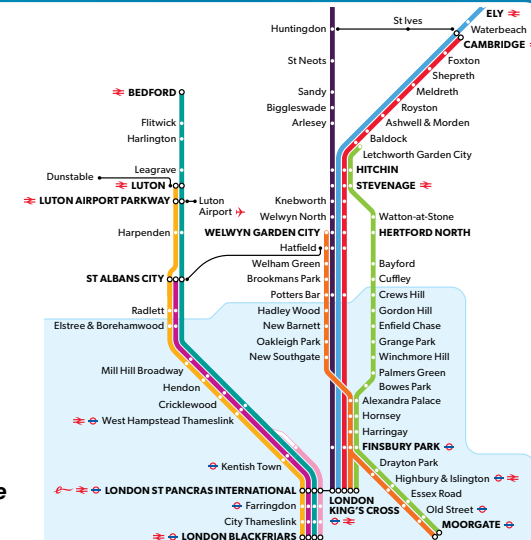 ELY
St Ives
Huntingdon
Waterbeach
CAMBRIDGE
Foxton
St Neots
Shepreth
Meldreth
BEDFORD
Sandy
Royston
Biggleswade
Flitwick
Arlesey
Ashwell & Morden
Harlington
Baldock
Letchworth Garden City
Leagrave
HITCHIN
Dunstable
LUTON
STEVENAGE
LUTON AIRPORT PARKWAY
Luton
Airport
Knebworth
Welwyn North
Watton-at-Stone
Harpenden
WELWYN GARDEN CITY
HERTFORD NORTH
Hatfield
Welham Green
Bayford
ST ALBANS CITY
Brookmans Park
Cuffley
Potters Bar
Crews Hill
Radlett
Hadley Wood
Gordon Hill
Elstree & Borehamwood
New Barnett
Enfield Chase
Oakleigh Park
Grange Park
New Southgate
Winchmore Hill
Mill Hill Broadway
Palmers Green
Hendon
Bowes Park
Cricklewood
Alexandra Palace
West Hampstead Thameslink
Hornsey
Harringay
FINSBURY PARK
Kentish Town
Drayton Park
Highbury & Islington
e
LONDON ST PANCRAS INTERNATIONAL
Essex Road
LONDON
KING'S CROSS
Farringdon
Old Street
City Thameslink
MOORGATE
LONDON BLACKFRIARS